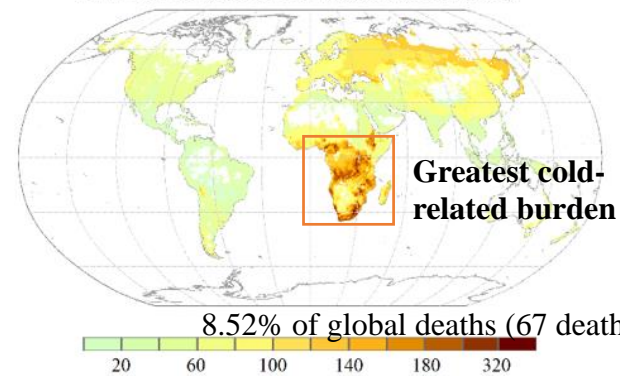 Greatest cold-
related burden
8.52% of global deaths (67 death
20 60 100 140 180 320